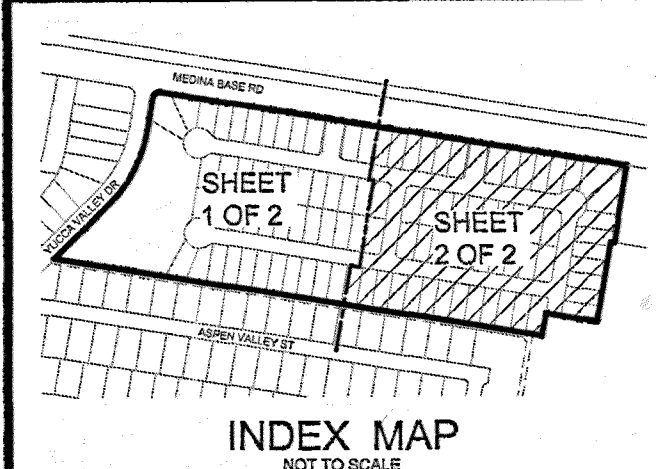 MEDINA BASE RD
SHEET
1 OF 2
SHEET
2 OF 2
YUCCA VALLEY DR
ASPEN VALLEY ST
INDEX MAP
NOT TO SCALE